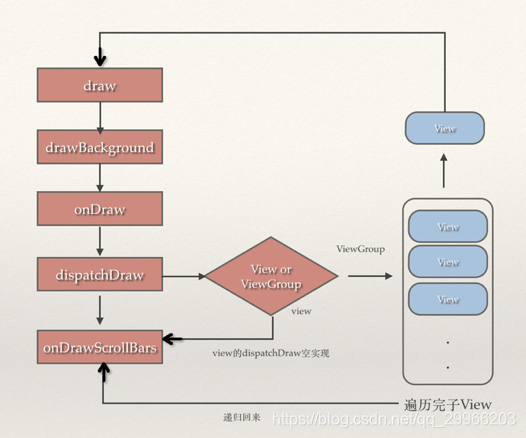 draw
View
drawBackground
onDraw
View
ViewGroup
View or
ViewGroup
View
dispatchDraw
View
view
onDrawScrollBars
view的dispatchDraw空实现
.
.
遍历完子View
递归回来
https://blog.csdn.net/qq_29966203